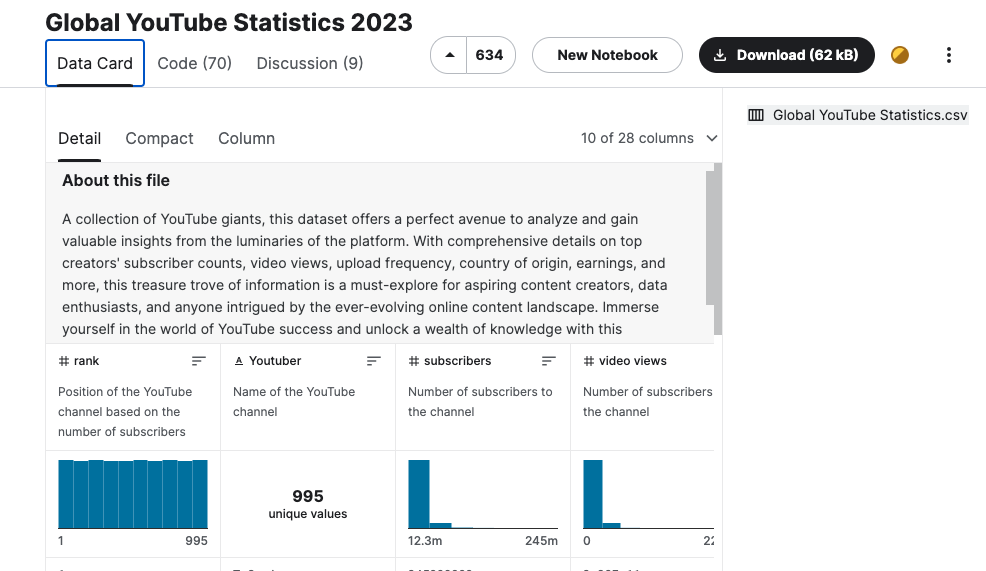 Global YouTube Statistics 2023
Data Card Code (70) Discussion (9) 634 New Notebook Download (62 kB)
Global YouTube Statistics.csv
Detail Compact Column 10 of 28 columns
About this file
A collection of YouTube giants, this dataset offers a perfect avenue to analyze and gain
valuable insights from the luminaries of the platform. With comprehensive details on top
creators' subscriber counts, video views, upload frequency, country of origin, earnings, and
more, this treasure trove of information is a must-explore for aspiring content creators, data
enthusiasts, and anyone intrigued by the ever-evolving online content landscape. Immerse
yourself in the world of YouTube success and unlock a wealth of knowledge with this
# rank
Position of the YouTube
channel based on the
number of subscribers
1 995
A Youtuber
Name of the YouTube
channel
995
unique values
# subscribers
Number of subscribers to
the channel
12.3m 245m
# video views
Number of subscribers
the channel
0